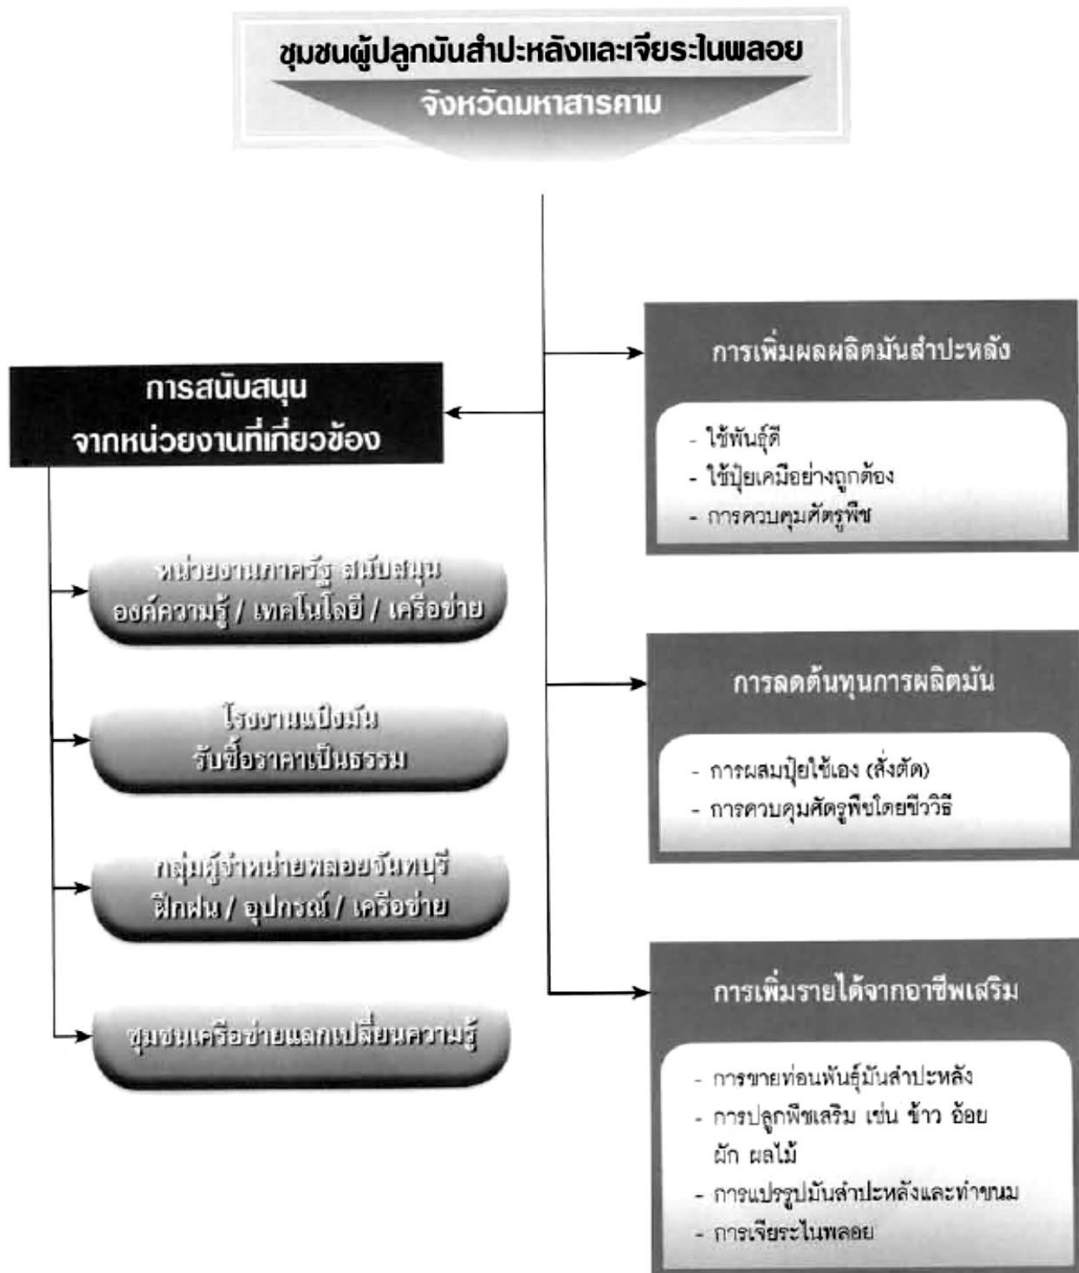 ชุมชนผู้ปลูกมันสำปะหลังและเจียระไนพลอย
จังหวัดมหาสารคาม
การสนับสนุน
จากหน่วยงานที่เกี่ยวข้อง
หน่วยงานภาครัฐ สนับสนุน
องค์ความรู้ / เทคโนโลยี / เครือข่าย
โรงงานแป้งมัน
รับซื้อราคาเป็นธรรม
กลุ่มผู้จำหน่ายพลอยจันทบุรี
ฝึกฝน / อุปกรณ์ / เครือข่าย
ชุมชนเครือข่ายแลกเปลี่ยนความรู้
การเพิ่มผลผลิตมันสำปะหลัง
- ใช้พันธุ์ดี
- ใช้ปุ๋ยเคมีอย่างถูกต้อง
- การควบคุมศัตรูพืช
การลดต้นทุนการผลิตมัน
- การผสมปุ๋ยใช้เอง (สั่งตัด)
- การควบคุมศัตรูพืชโดยชีววิธี
การเพิ่มรายได้จากอาชีพเสริม
- การขายท่อนพันธุ์มันสำปะหลัง
- การปลูกพืชเสริม เช่น ข้าว อ้อย
ผัก ผลไม้
- การแปรรูปมันสำปะหลังและทำขนม
- การเจียระไนพลอย